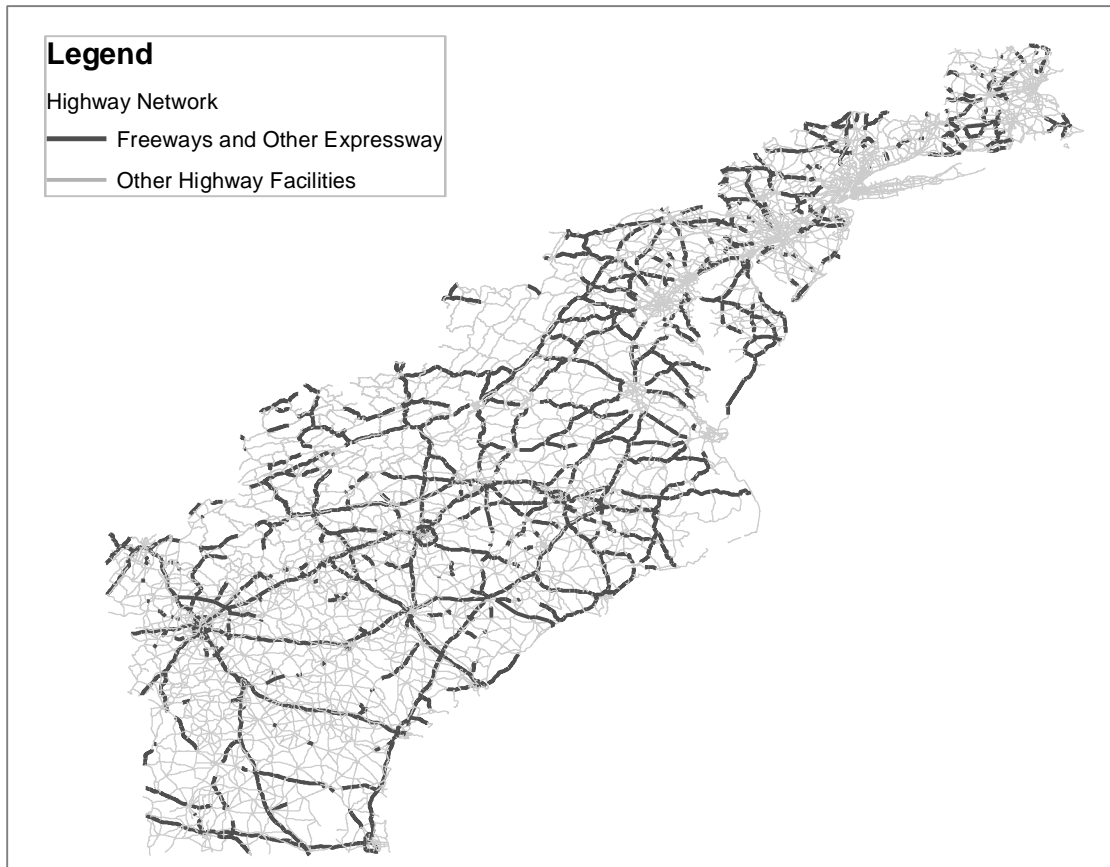 Legend
Highway Network
Freeways and Other Expressway
Other Highway Facilities